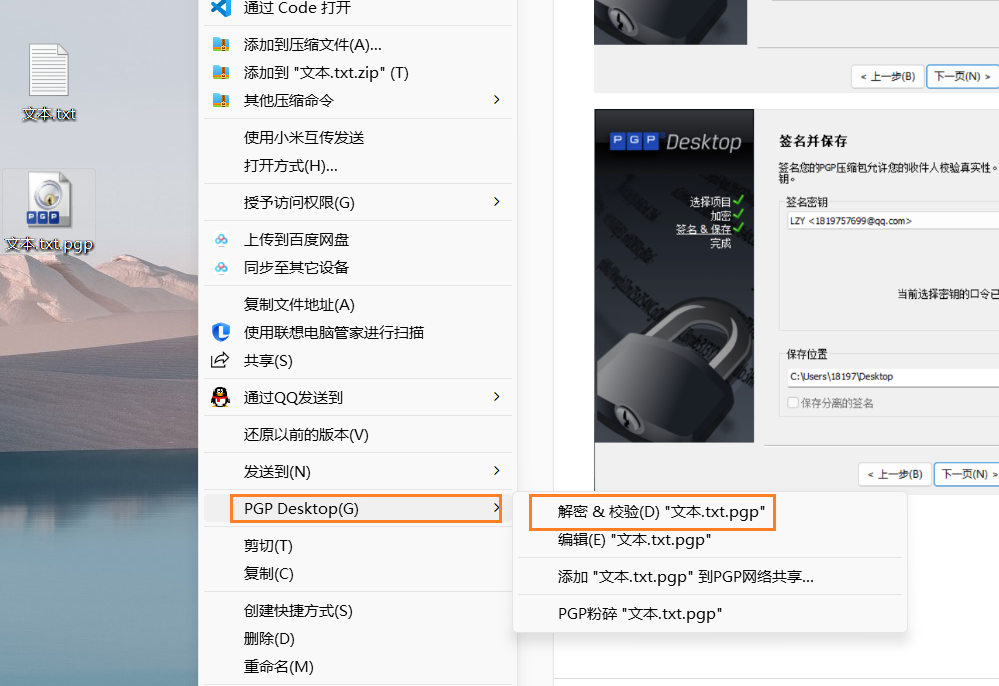 文本.txt
PGP
文本.txt.pgp
通过 Code 打开
添加到压缩文件(A)...
添加到 "文本.txt.zip" (T)
其他压缩命令
使用小米互传发送
打开方式(H)...
授予访问权限(G)
上传到百度网盘
同步至其它设备
复制文件地址(A)
使用联想电脑管家进行扫描
共享(S)
通过QQ发送到
还原以前的版本(V)
发送到(N)
PGP Desktop(G)
剪切(T)
复制(C)
创建快捷方式(S)
删除(D)
重命名(M)
解密 & 校验(D) "文本.txt.pgp"
编辑(E) "文本.txt.pgp"
添加 "文本.txt.pgp" 到PGP网络共享...
PGP粉碎 "文本.txt.pgp"
< 上一步(B)
下一页(N) >
PGP Desktop
选择项目
加密
签名 & 保存
完成
签名并保存
签名您的PGP压缩包允许您的收件人校验真实性。
钥。
签名密钥
LZY <1819757699@qq.com>
当前选择密钥的口令已
保存位置
C:\Users\18197\Desktop
保存分离的签名
< 上一步(B)
下一页(N) >